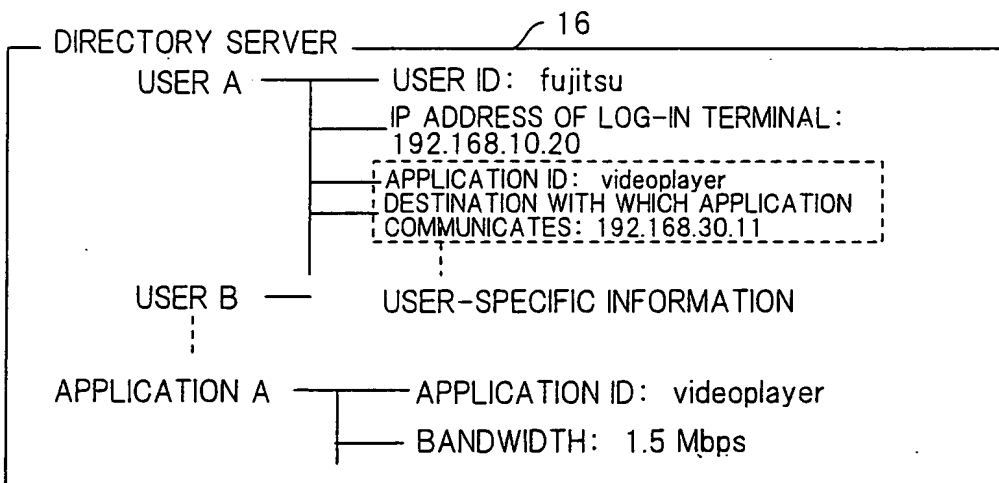 16
DIRECTORY SERVER
USER A
USER ID: fujitsu
IP ADDRESS OF LOG-IN TERMINAL:
192.168.10.20
APPLICATION ID: videoplayer
DESTINATION WITH WHICH APPLICATION
COMMUNICATES: 192.168.30.11
USER B
USER-SPECIFIC INFORMATION
APPLICATION A
APPLICATION ID: videoplayer
BANDWIDTH: 1.5 Mbps